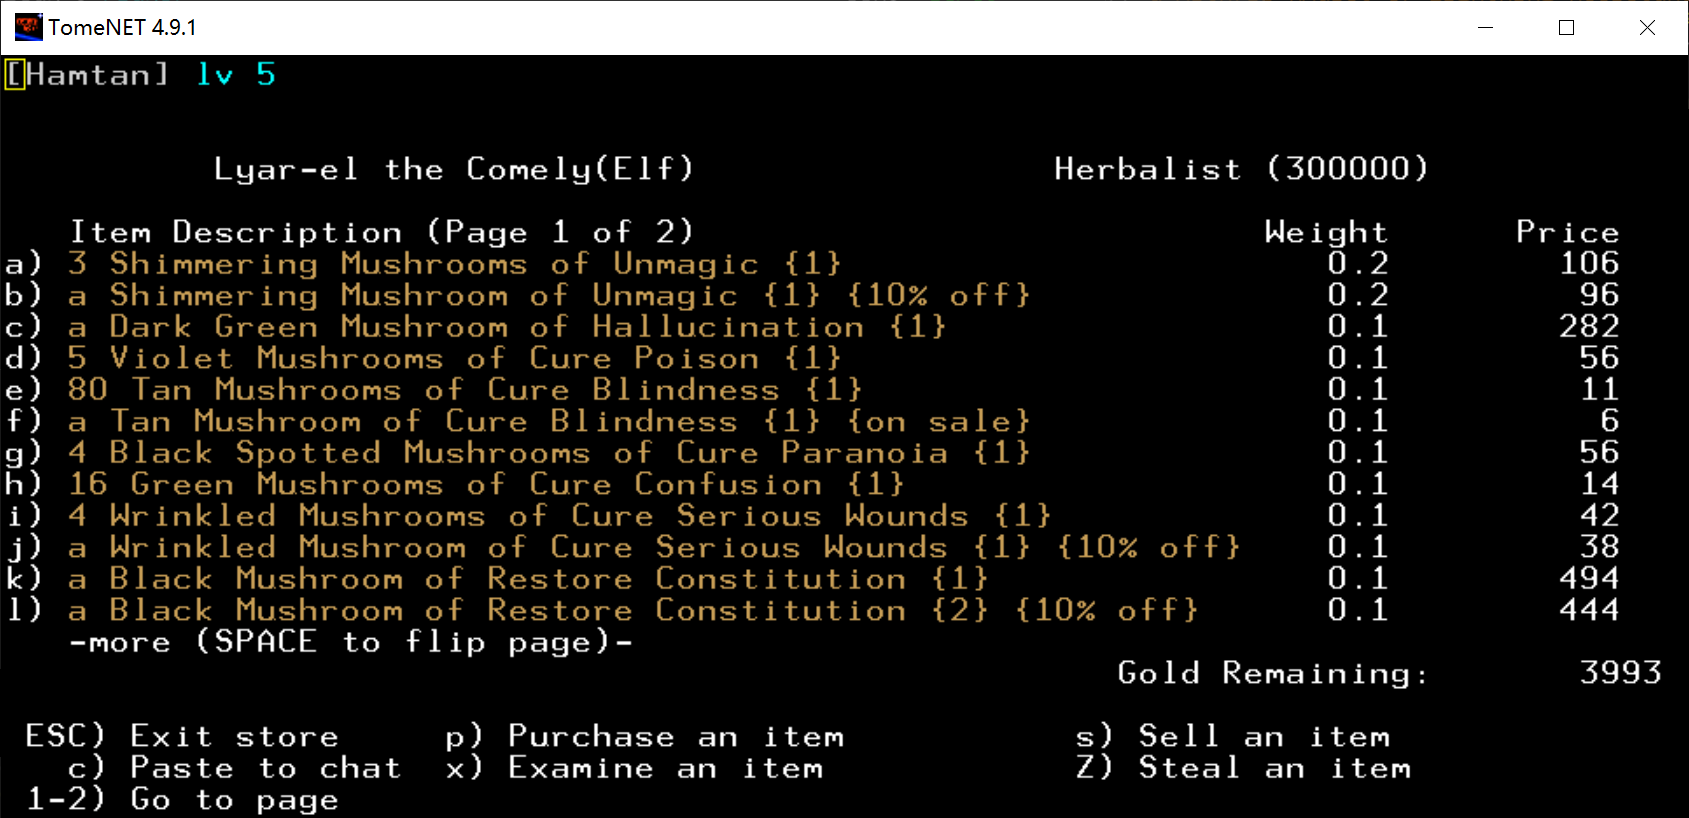 TomeNET 4.9.1
[Hamtan] lv 5
Lyar-el the Comely(Elf) Herbalist (300000)
Item Description (Page 1 of 2) Weight Price
a) 3 Shimmering Mushrooms of Unmagic {1} 0.2 106
b) a Shimmering Mushroom of Unmagic {1} {10% off} 0.2 96
c) a Dark Green Mushroom of Hallucination {1} 0.1 282
d) 5 Violet Mushrooms of Cure Poison {1} 0.1 56
e) 80 Tan Mushrooms of Cure Blindness {1} 0.1 11
f) a Tan Mushroom of Cure Blindness {1} {on sale} 0.1 6
g) 4 Black Spotted Mushrooms of Cure Paranoia {1} 0.1 56
h) 16 Green Mushrooms of Cure Confusion {1} 0.1 14
i) 4 Wrinkled Mushrooms of Cure Serious Wounds {1} 0.1 42
j) a Wrinkled Mushroom of Cure Serious Wounds {1} {10% off} 0.1 38
k) a Black Mushroom of Restore Constitution {1} 0.1 494
l) a Black Mushroom of Restore Constitution {2} {10% off} 0.1 444
-more (SPACE to flip page)-
Gold Remaining: 3993
ESC) Exit store p) Purchase an item s) Sell an item
c) Paste to chat x) Examine an item Z) Steal an item
1-2) Go to page